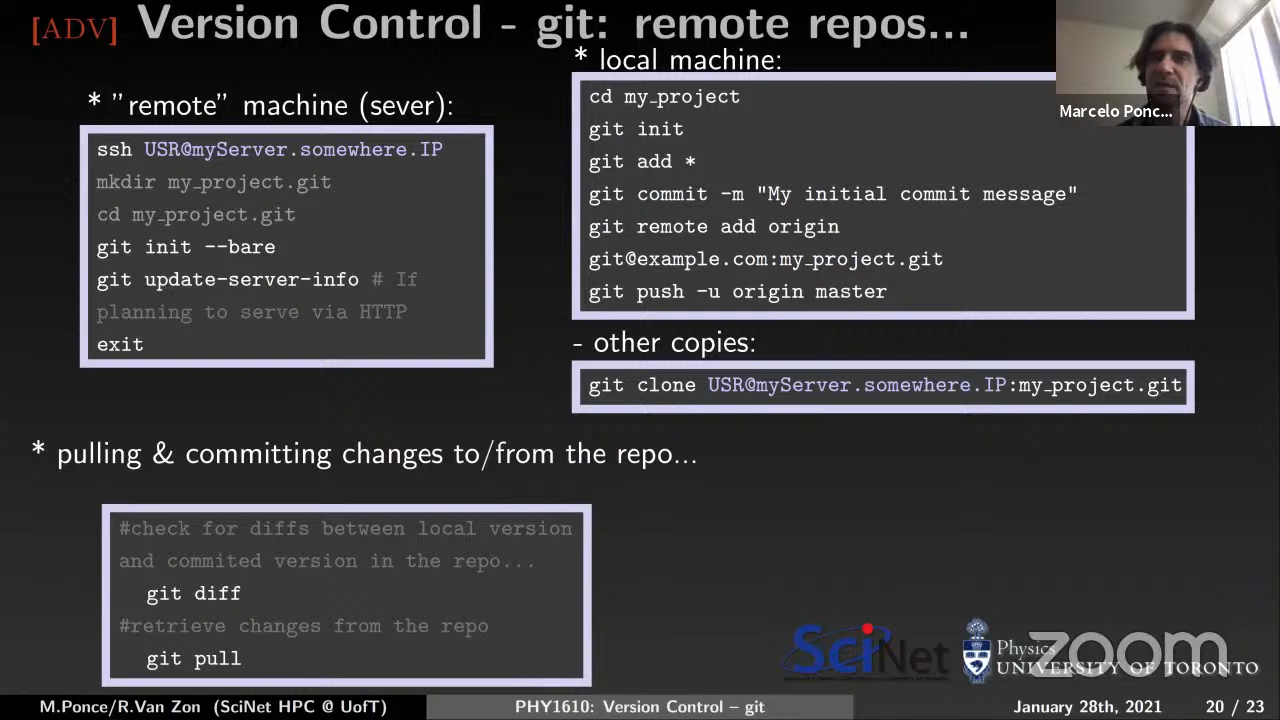 [ADV] Version Control - git: remote repos...
* "remote" machine (sever):
ssh USR@myServer.somewhere.IP
mkdir my_project.git
cd my_project.git
git init --bare
git update-server-info # If
planning to serve via HTTP
exit
* local machine:
cd my_project
git init
git add *
git commit -m "My initial commit message"
git remote add origin
git@example.com:my_project.git
git push -u origin master
- other copies:
git clone USR@myServer.somewhere.IP:my_project.git
* pulling & committing changes to/from the repo...
#check for diffs between local version
and commited version in the repo...
git diff
#retrieve changes from the repo
git pull
Marcelo Ponc...
SciNet
Physics
UNIVERSITY OF TORONTO
zoom
M.Ponce/R.Van Zon (SciNet HPC @ UofT)
PHY1610: Version Control – git
January 28th, 2021
20 / 23